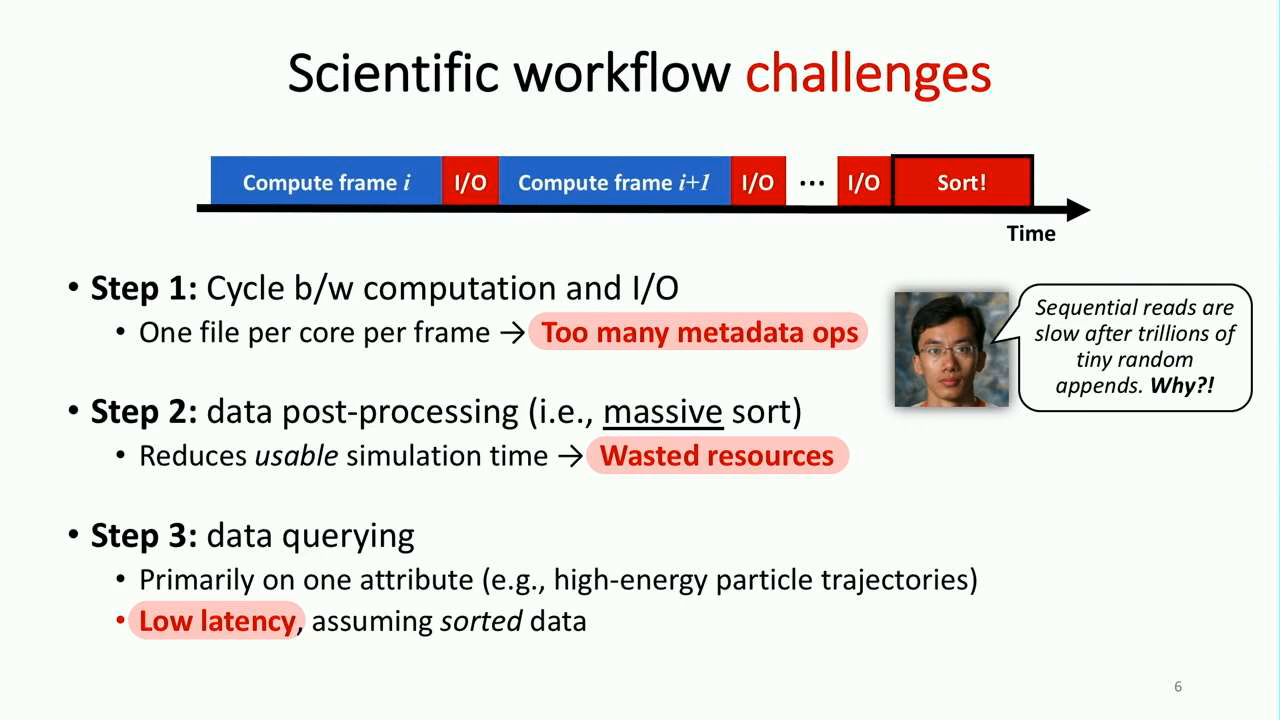 Scientific workflow challenges
Compute frame i
I/O
Compute frame i+1
I/O
...
I/O
Sort!
Time
• Step 1: Cycle b/w computation and I/O
• One file per core per frame → Too many metadata ops
Sequential reads are
slow after trillions of
tiny random
appends. Why?!
• Step 2: data post-processing (i.e., massive sort)
• Reduces usable simulation time → Wasted resources
• Step 3: data querying
• Primarily on one attribute (e.g., high-energy particle trajectories)
• Low latency, assuming sorted data
6